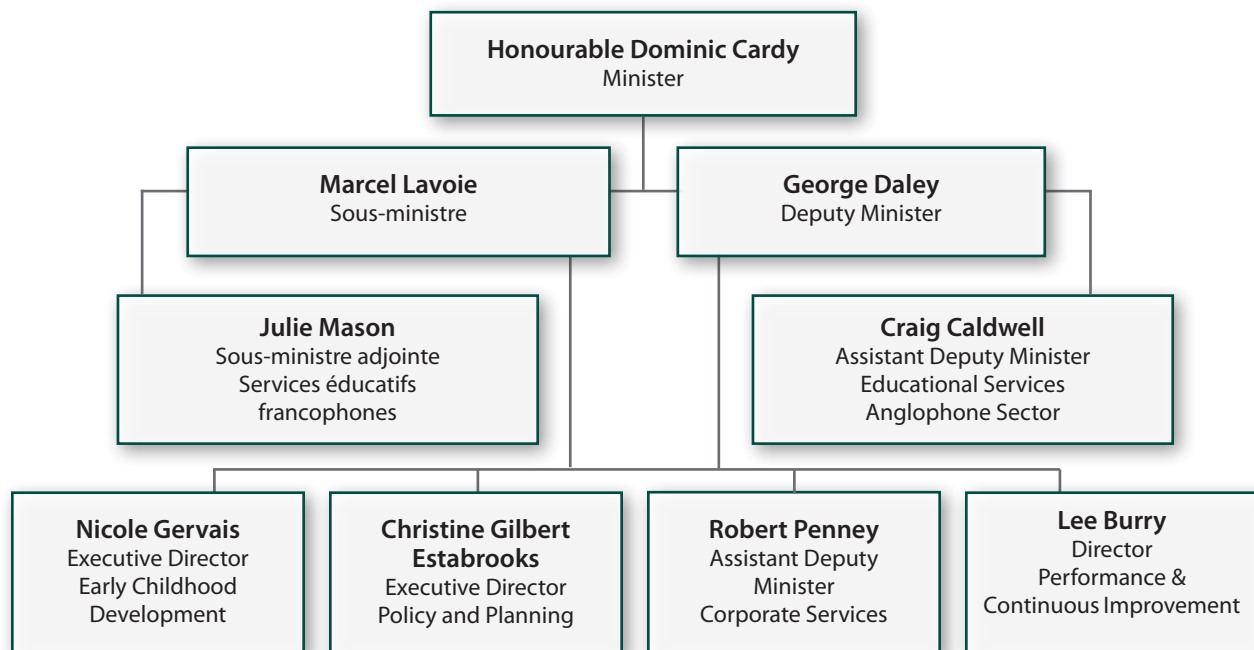 Honourable Dominic Cardy
Minister
Marcel Lavoie
Sous-ministre
George Daley
Deputy Minister
Julie Mason
Sous-ministre adjointe
Services éducatifs
francophones
Craig Caldwell
Assistant Deputy Minister
Educational Services
Anglophone Sector
Nicole Gervais
Executive Director
Early Childhood
Development
Christine Gilbert
Estabrooks
Executive Director
Policy and Planning
Robert Penney
Assistant Deputy
Minister
Corporate Services
Lee Burry
Director
Performance &
Continuous Improvement